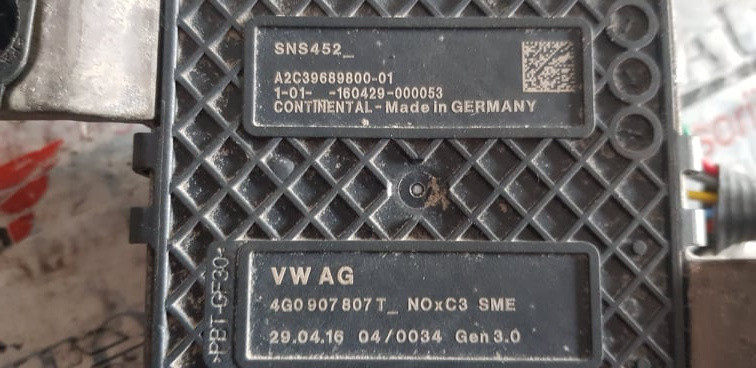 SNS452_
A2C39689800-01
1-01- -160429-000053
CONTINENTAL - Made in GERMANY
VW AG
4G0 907 807 T_ NOxC3 SME
29.04.16 04/0034 Gen 3.0
>PBT-GF30<